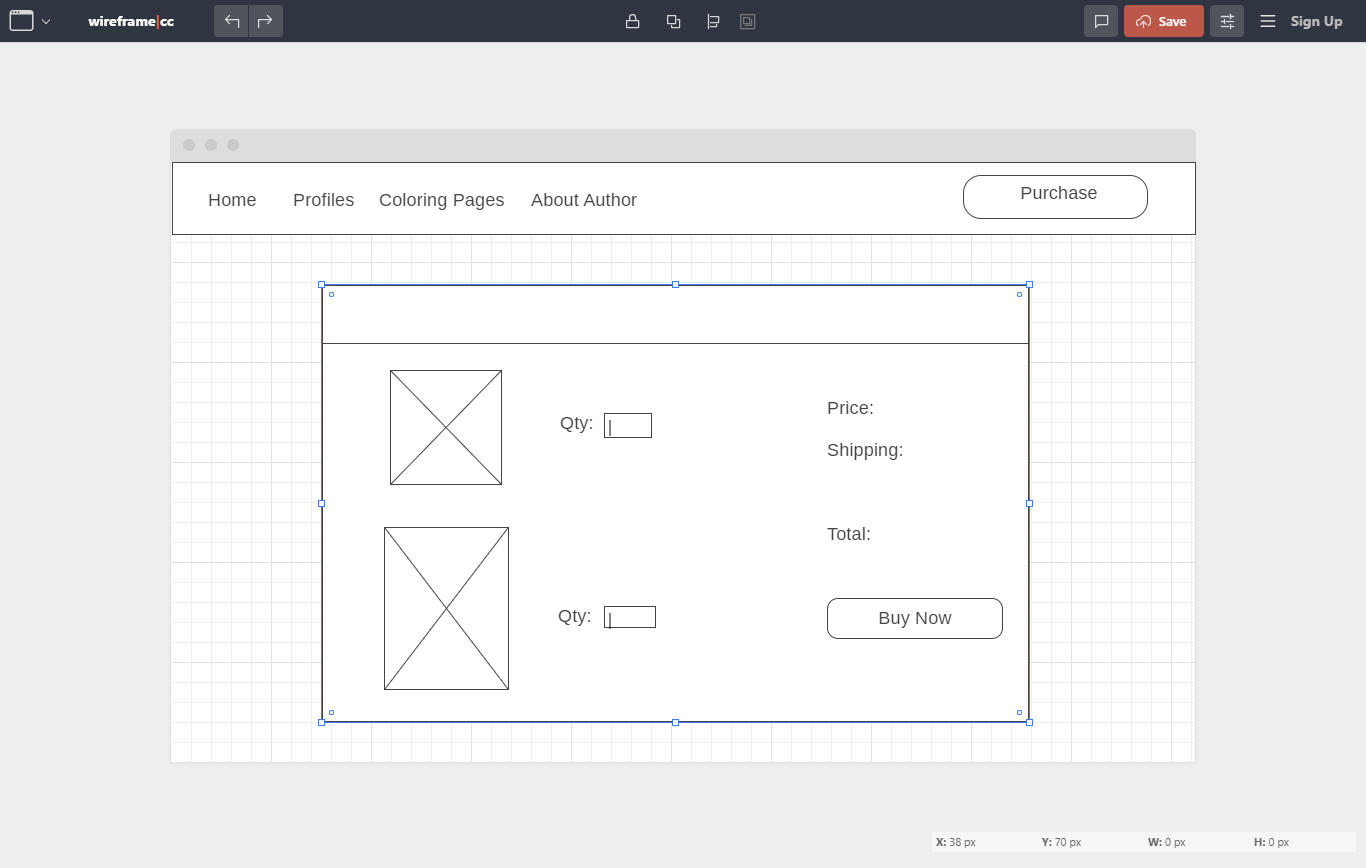 wireframe|cc
Save
Sign Up
Home Profiles Coloring Pages About Author Purchase
Qty:
Price:
Shipping:
Total:
Qty:
Buy Now
X: 38 px Y: 70 px W: 0 px H: 0 px